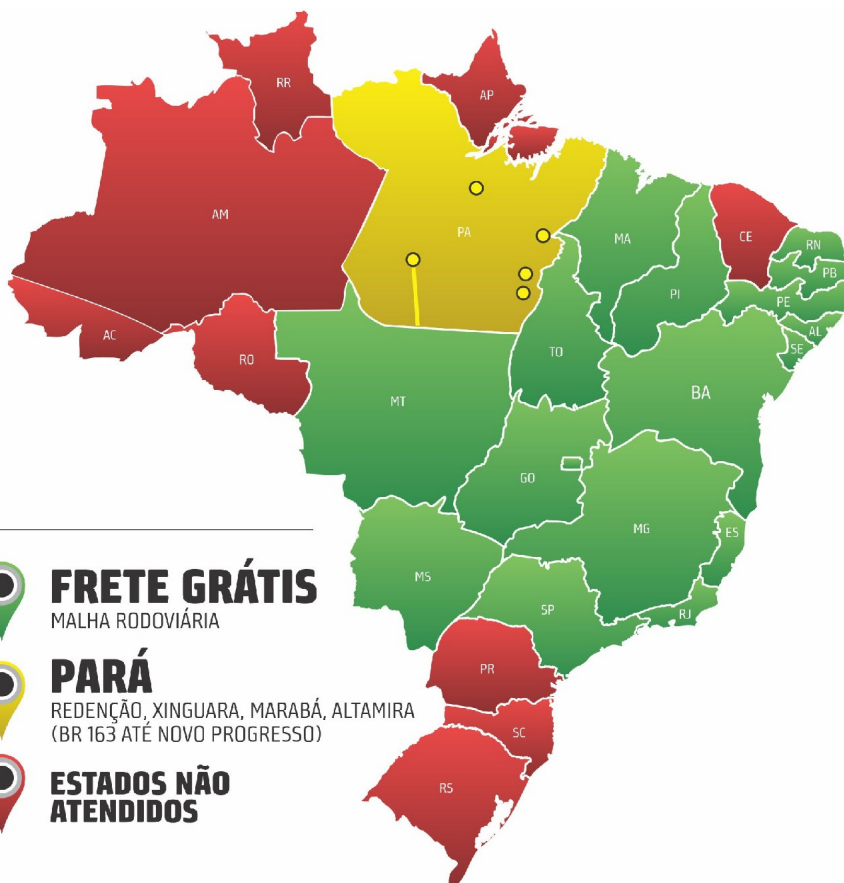 RR
AP
AM
PA
MA
CE
RN
PB
PI
PE
AL
SE
AC
RO
TO
MT
BA
GO
MG
ES
MS
SP
RJ
PR
SC
RS
FRETE GRÁTIS
MALHA RODOVIÁRIA
PARÁ
REDENÇÃO, XINGUARA, MARABÁ, ALTAMIRA
(BR 163 ATÉ NOVO PROGRESSO)
ESTADOS NÃO
ATENDIDOS